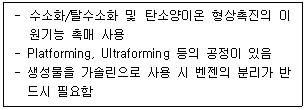 - 수소화/탈수소화 및 탄소양이온 형상촉진의 이
원기능 촉매 사용
- Platforming, Ultraforming 등의 공정이 있음
- 생성물을 가솔린으로 사용 시 벤젠의 분리가 반
드시 필요함